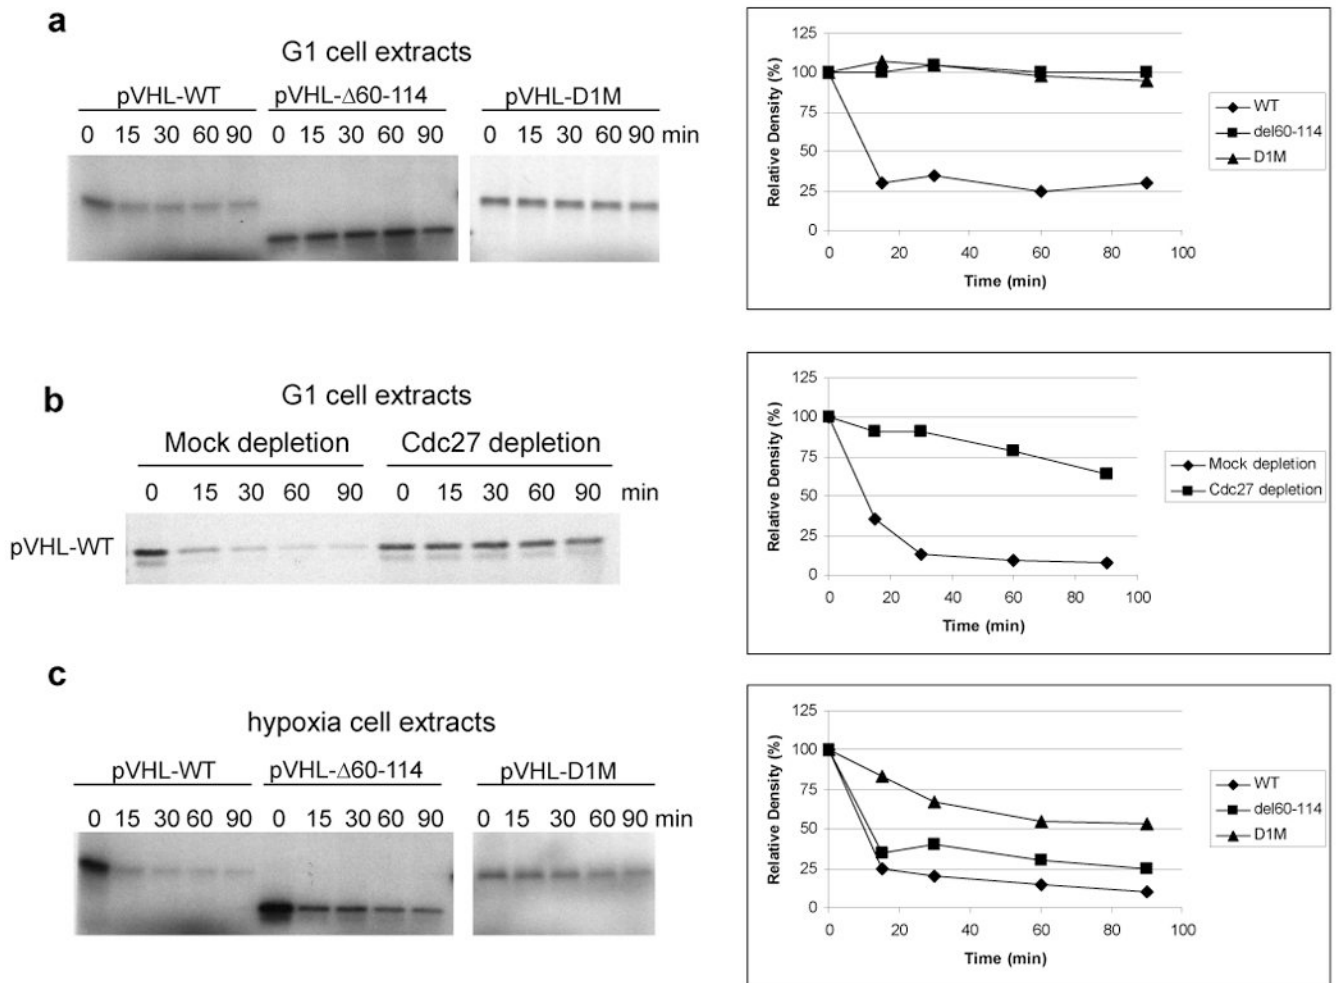 a
G1 cell extracts
pVHL-WT pVHL-Δ60-114 pVHL-D1M
0 15 30 60 90 0 15 30 60 90 0 15 30 60 90 min
125
100
75
50
25
0
Relative Density (%)
0 20 40 60 80 100
Time (min)
WT
del60-114
D1M
b
G1 cell extracts
Mock depletion Cdc27 depletion
0 15 30 60 90 0 15 30 60 90 min
pVHL-WT
125
100
75
50
25
0
Relative Density (%)
0 20 40 60 80 100
Time (min)
Mock depletion
Cdc27 depletion
c
hypoxia cell extracts
pVHL-WT pVHL-Δ60-114 pVHL-D1M
0 15 30 60 90 0 15 30 60 90 0 15 30 60 90 min
125
100
75
50
25
0
Relative Density (%)
0 20 40 60 80 100
Time (min)
WT
del60-114
D1M